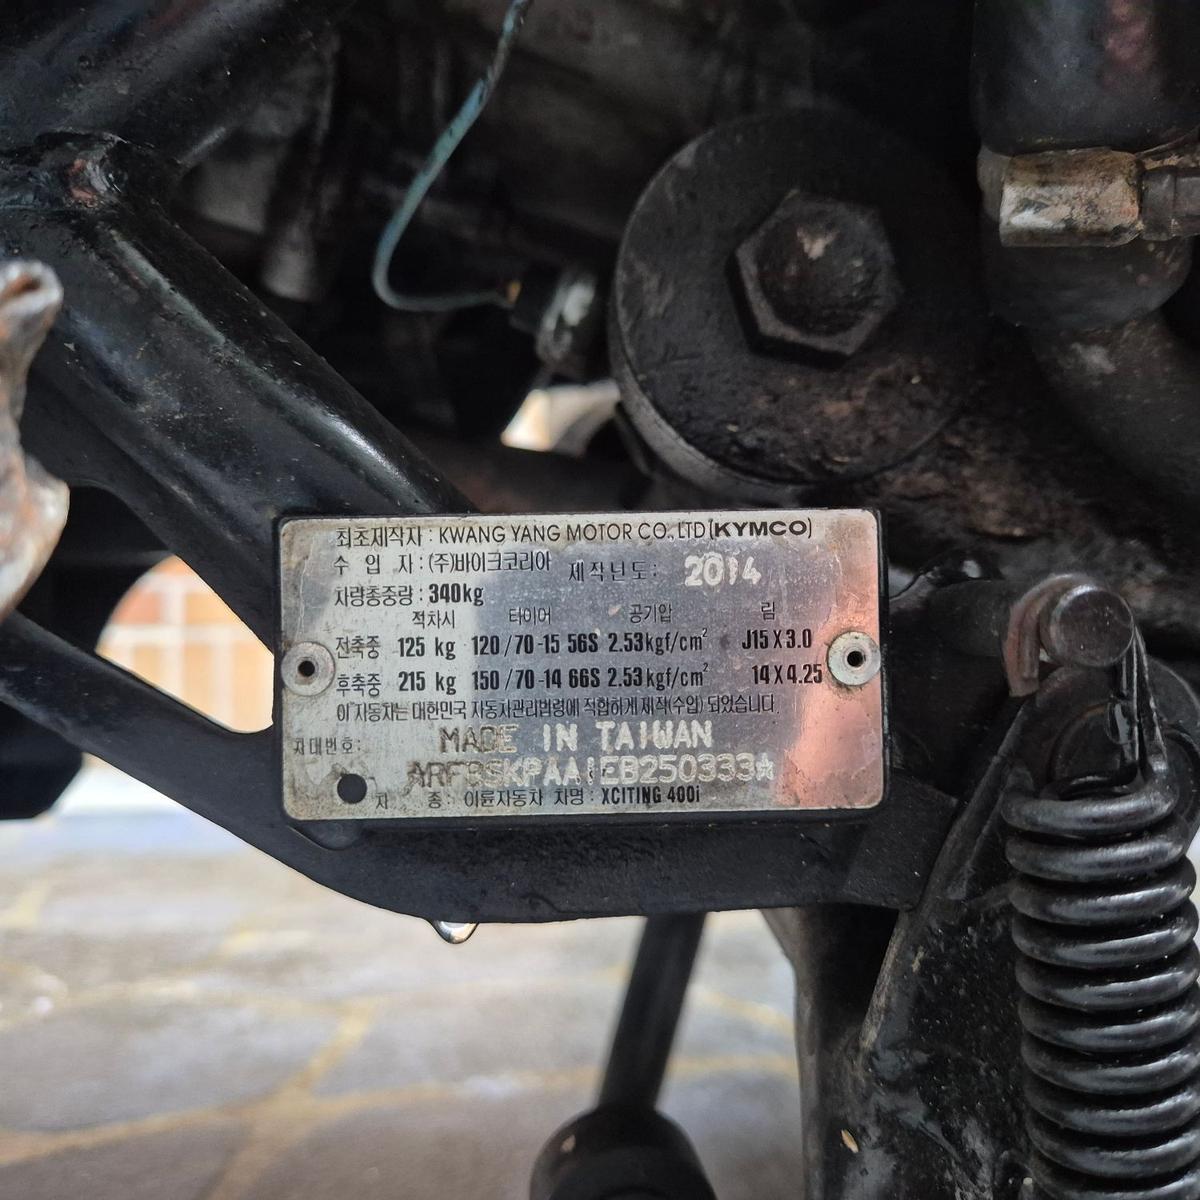 최초제작자 : KWANG YANG MOTOR CO., LTD (KYMCO)
수 입 자 : (주)바이크코리아 제작년도 : 2014
차량총중량 : 340kg
적차시 타이어 공기압 림
전축중 125 kg 120/70-15 56S 2.53kgf/cm² J15 X 3.0
후축중 215 kg 150/70-14 66S 2.53kgf/cm² 14 X 4.25
이 자동차는 대한민국 자동차관리법령에 적합하게 제작(수입) 되었습니다.
MADE IN TAIWAN
차대번호:
차 종 : 이륜자동차 차명 : XCITING 400i